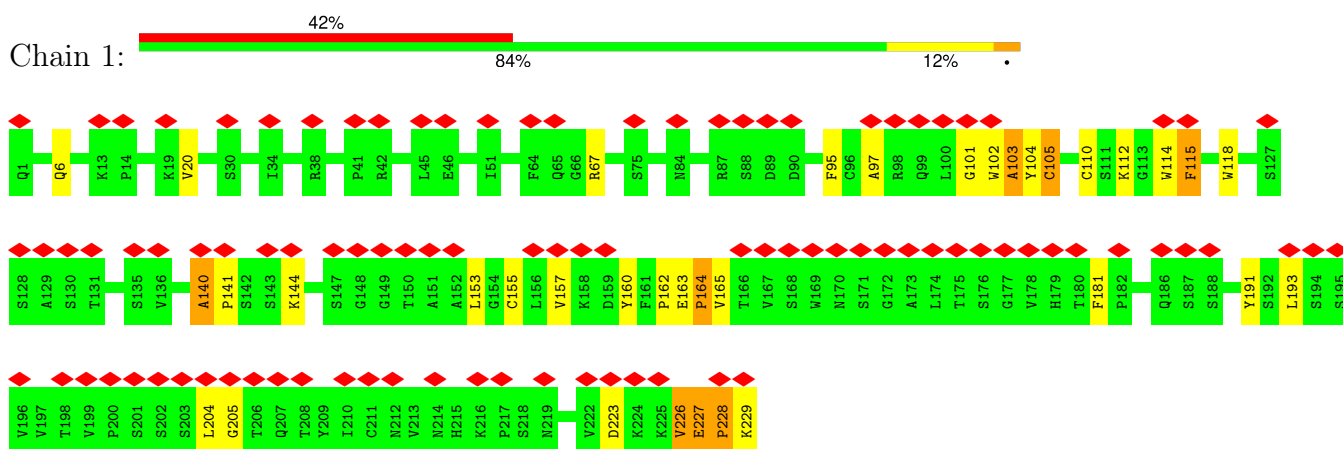 42%
Chain 1:
84% 12% •
Q1 Q6 K13 P14 K19 V20 S30 I34 R38 P41 R42 L45 E46 I51 F64 Q65 G66 R67 S75 N84 R87 S88 D89 D90 F95 C96 A97 R98 Q99 L100 G101 W102 A103 Y104 C105 C110 S111 K112 G113 W114 F115 W118 S127
S128 A129 S130 T131 S135 V136 A140 P141 S142 S143 K144 S147 G148 G149 T150 A151 A152 L153 G154 C155 L156 V157 K158 D159 Y160 F161 P162 E163 P164 V165 T166 V167 S168 W169 N170 S171 G172 A173 L174 T175 S176 G177 V178 H179 T180 F181 P182 Q186 S187 S188 Y191 S192 L193 S194 S195
V196 V197 T198 V199 P200 S201 S202 S203 L204 G205 T206 Q207 T208 Y209 I210 C211 N212 V213 N214 H215 K216 P217 S218 N219 V222 D223 K224 K225 V226 E227 P228 K229